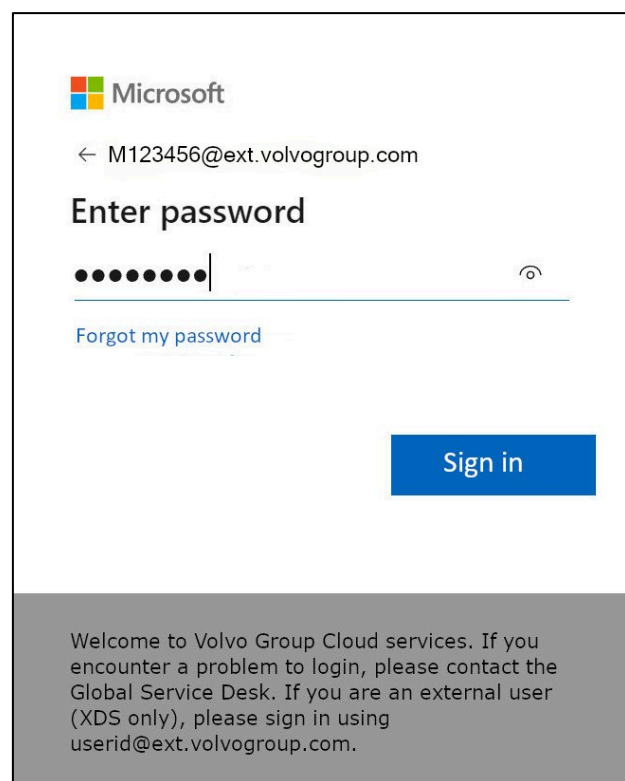 Microsoft
← M123456@ext.volvogroup.com
Enter password
●●●●●●●●
Forgot my password
Sign in
Welcome to Volvo Group Cloud services. If you
encounter a problem to login, please contact the
Global Service Desk. If you are an external user
(XDS only), please sign in using
userid@ext.volvogroup.com.